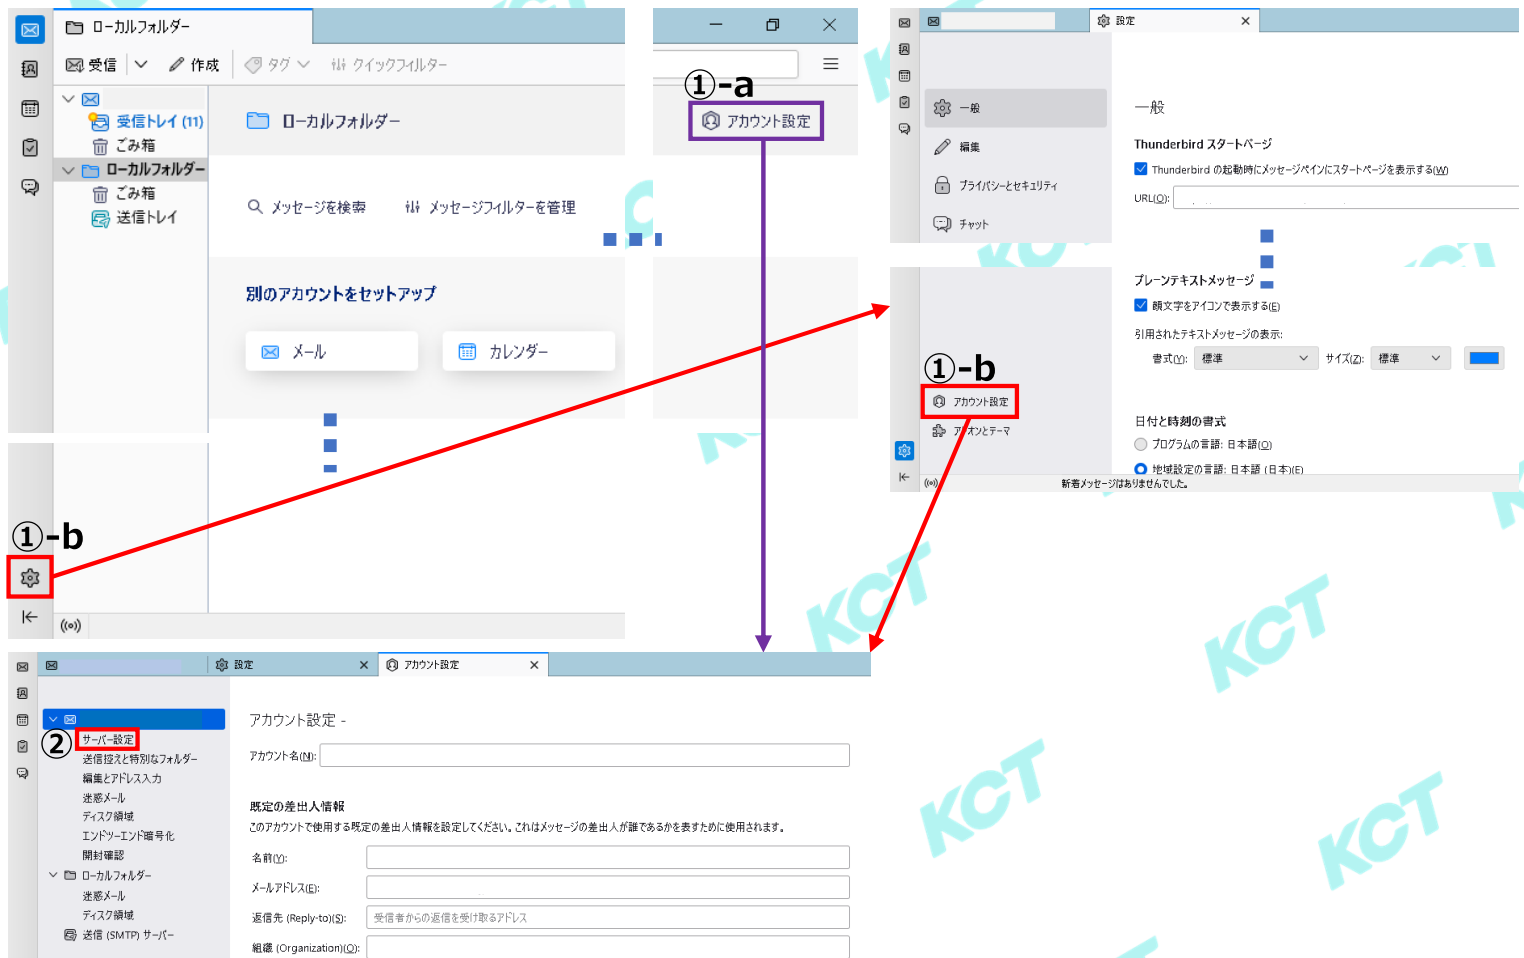 ローカルフォルダー
受信 作成 タグ クイックフィルター
受信トレイ (11)
ごみ箱
ローカルフォルダー
ごみ箱
送信トレイ
ローカルフォルダー
メッセージを検索 メッセージフィルターを管理
別のアカウントをセットアップ
メール カレンダー
①-a
アカウント設定
①-b
設定
一般
編集
プライバシーとセキュリティ
チャット
一般
Thunderbird スタートページ
Thunderbird の起動時にメッセージペインにスタートページを表示する(W)
URL(O):
プレーンテキストメッセージ
顔文字をアイコンで表示する(E)
引用されたテキストメッセージの表示:
書式(Y): 標準 サイズ(Z): 標準
①-b
アカウント設定
アドオンとテーマ
日付と時刻の書式
プログラムの言語: 日本語(O)
地域設定の言語: 日本語 (日本)(E)
新着メッセージはありませんでした。
設定 アカウント設定
②
サーバー設定
送信控えと特別なフォルダー
編集とアドレス入力
迷惑メール
ディスク領域
エンドツーエンド暗号化
開封確認
ローカルフォルダー
迷惑メール
ディスク領域
送信 (SMTP) サーバー
アカウント設定 -
アカウント名(N):
既定の差出人情報
このアカウントで使用する既定の差出人情報を設定してください。これはメッセージの差出人が誰であるかを表すために使用されます。
名前(Y):
メールアドレス(E):
返信先 (Reply-to)(S): 受信者からの返信を受け取るアドレス
組織 (Organization)(O):
KCT
KCT
KCT
KCT
KCT